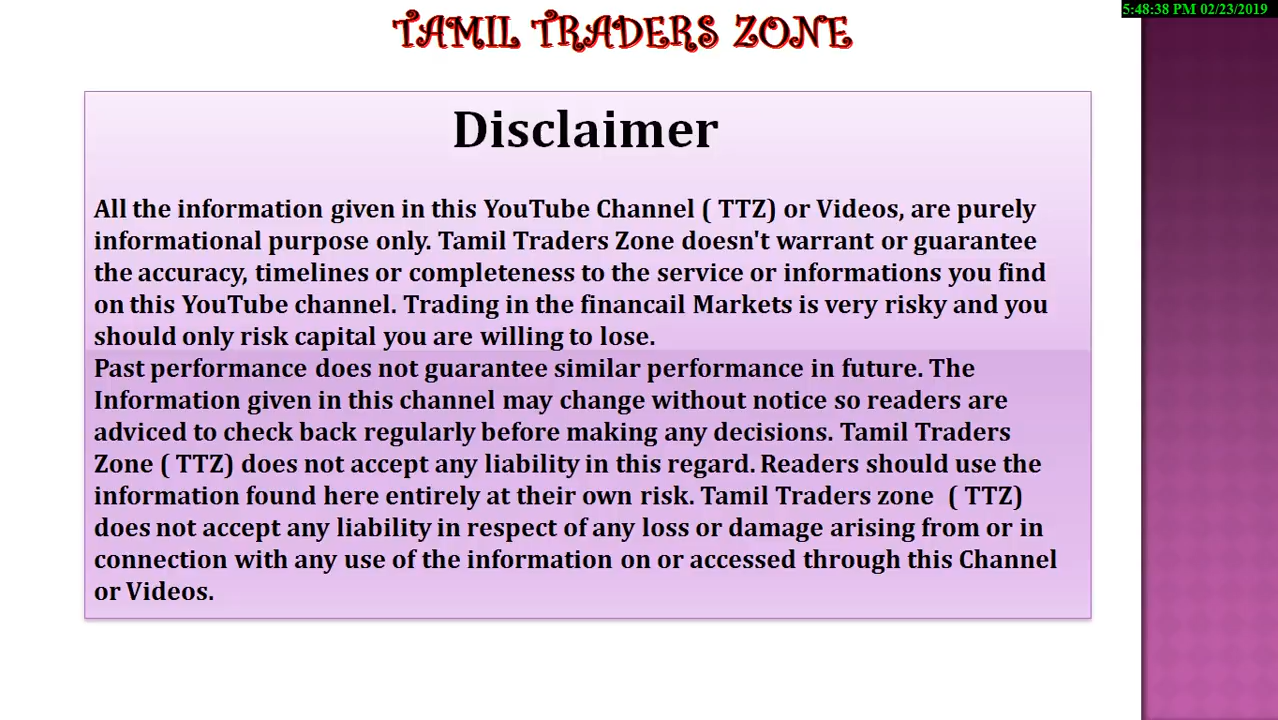 5:48:38 PM 02/23/2019
TAMIL TRADERS ZONE
Disclaimer
All the information given in this YouTube Channel ( TTZ) or Videos, are purely
informational purpose only. Tamil Traders Zone doesn't warrant or guarantee
the accuracy, timelines or completeness to the service or informations you find
on this YouTube channel. Trading in the financail Markets is very risky and you
should only risk capital you are willing to lose.
Past performance does not guarantee similar performance in future. The
Information given in this channel may change without notice so readers are
adviced to check back regularly before making any decisions. Tamil Traders
Zone ( TTZ) does not accept any liability in this regard. Readers should use the
information found here entirely at their own risk. Tamil Traders zone  ( TTZ)
does not accept any liability in respect of any loss or damage arising from or in
connection with any use of the information on or accessed through this Channel
or Videos.